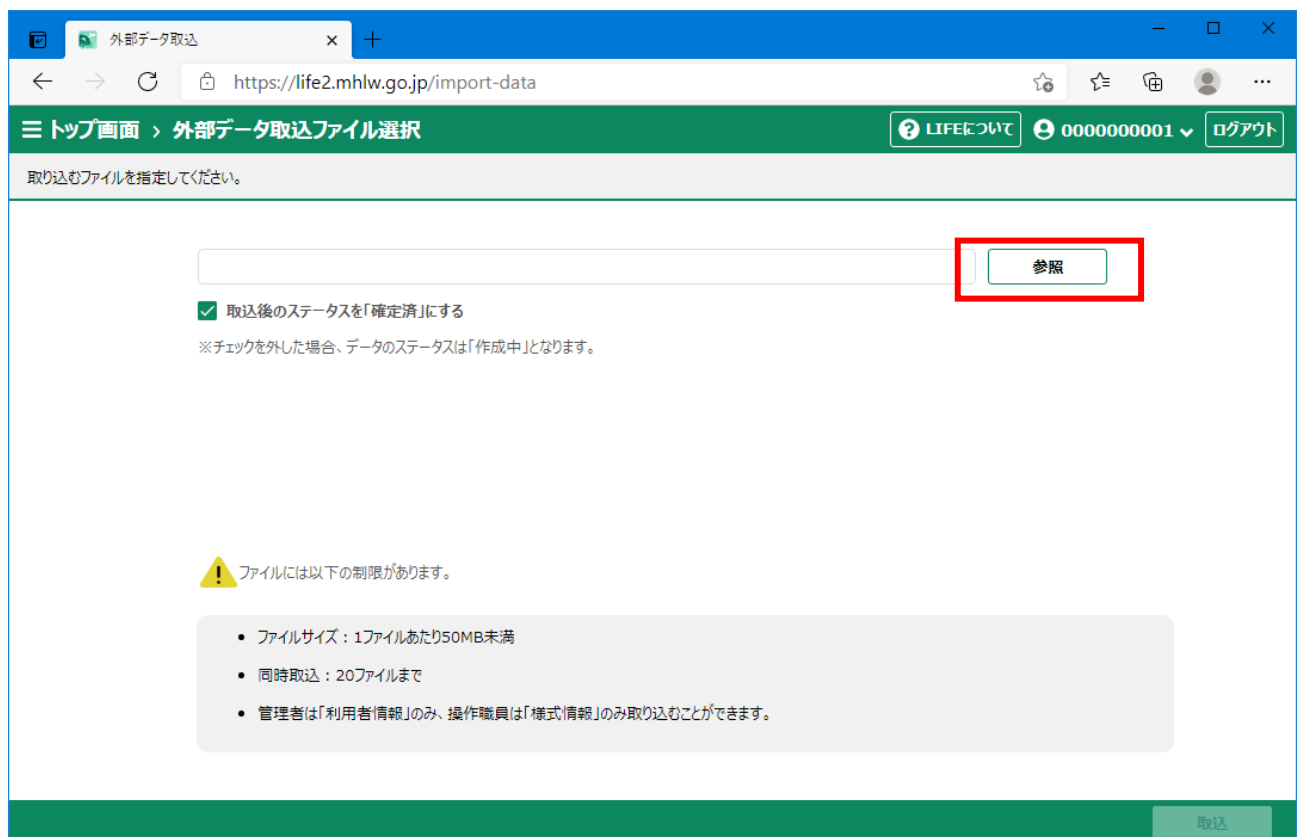 外部データ取込
https://life2.mhlw.go.jp/import-data
トップ画面 › 外部データ取込ファイル選択
LIFEについて
0000000001
ログアウト
取り込むファイルを指定してください。
参照
取込後のステータスを「確定済」にする
※チェックを外した場合、データのステータスは「作成中」となります。
ファイルには以下の制限があります。
• ファイルサイズ：1ファイルあたり50MB未満
• 同時取込：20ファイルまで
• 管理者は「利用者情報」のみ、操作職員は「様式情報」のみ取り込むことができます。
取込